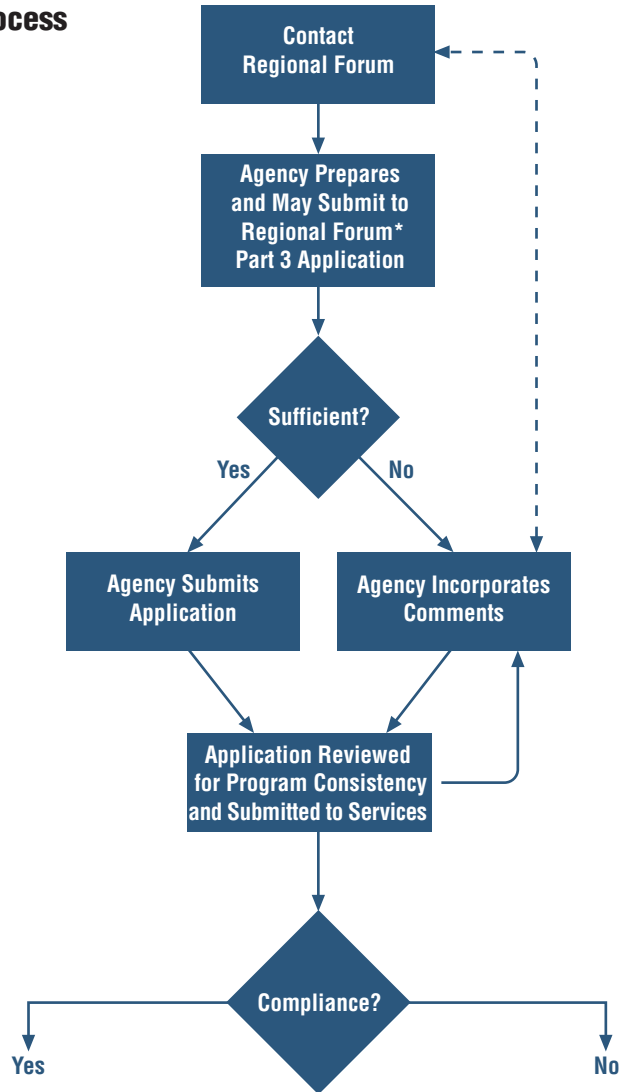 ocess
Contact
Regional Forum
Agency Prepares
and May Submit to
Regional Forum*
Part 3 Application
Sufficient?
Yes
No
Agency Submits
Application
Agency Incorporates
Comments
Application Reviewed
for Program Consistency
and Submitted to Services
Compliance?
Yes
No